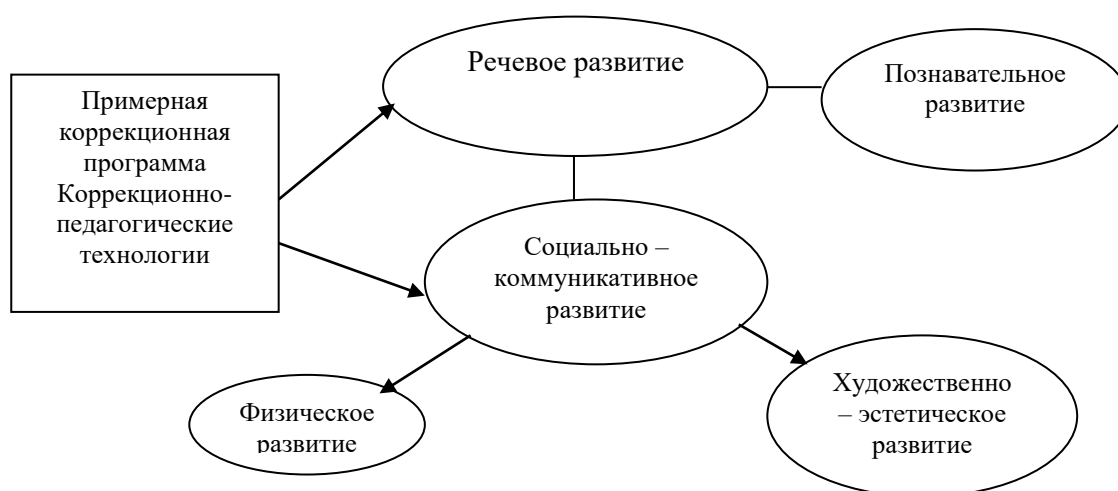 Речевое развитие
Познавательное
развитие
Примерная
коррекционная
программа
Коррекционно-
педагогические
технологии
Социально –
коммуникативное
развитие
Физическое
развитие
Художественно
– эстетическое
развитие